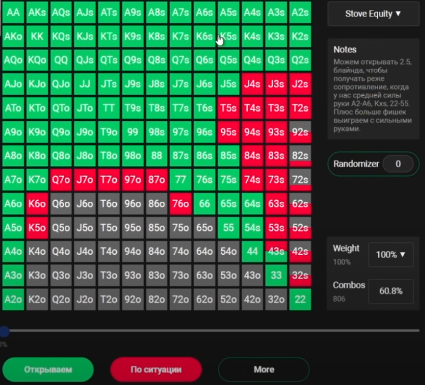 AA AKs AQs AJs ATs A9s A8s A7s A6s A5s A4s A3s A2s
Stove Equity ▼
AKo KK KQs KJs KTs K9s K8s K7s K6s K5s K4s K3s K2s
Notes
AQo KQo QQ QJs QTs Q9s Q8s Q7s Q6s Q5s Q4s Q3s Q2s
Можем открывать 2.5,
блайнда, чтобы
AJo KJo QJo JJ JTs J9s J8s J7s J6s J5s J4s J3s J2s
получать реже
сопротивление, когда
у нас средней силы
ATo KTo QTo JTo TT T9s T8s T7s T6s T5s T4s T3s T2s
руки A2-A6, Kxs, 22-55.
Плюс больше фишек
выиграем с сильными
A9o K9o Q9o J9o T9o 99 98s 97s 96s 95s 94s 93s 92s
руками.
A8o K8o Q8o J8o T8o 98o 88 87s 86s 85s 84s 83s 82s
Randomizer 0
A7o K7o Q7o J7o T7o 97o 87o 77 76s 75s 74s 73s 72s
A6o K6o Q6o J6o T6o 96o 86o 76o 66 65s 64s 63s 62s
A5o K5o Q5o J5o T5o 95o 85o 75o 65o 55 54s 53s 52s
A4o K4o Q4o J4o T4o 94o 84o 74o 64o 54o 44 43s 42s
Weight
100%
100% ▼
A3o K3o Q3o J3o T3o 93o 83o 73o 63o 53o 43o 33 32s
Combos
806
60.8%
A2o K2o Q2o J2o T2o 92o 82o 72o 62o 52o 42o 32o 22
Открываем По ситуации More